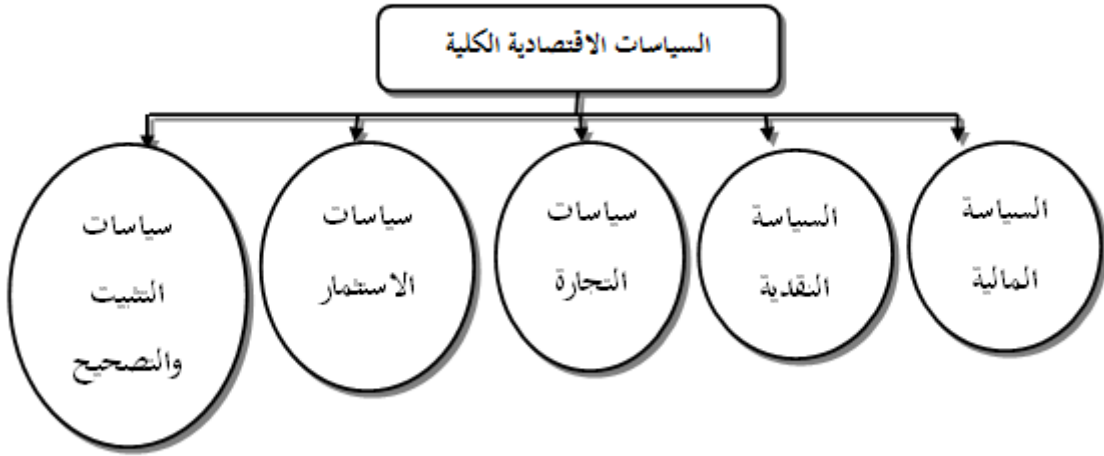 السياسات الاقتصادية الكلية
السياسة
المالية
السياسة
النقدية
سياسات
التجارة
سياسات
الاستثمار
سياسات
التثبيت
والتصحيح